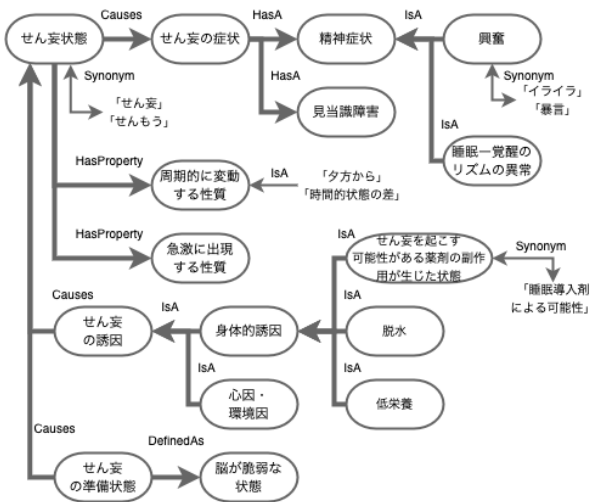 Causes
HasA
IsA
せん妄状態
せん妄の症状
精神症状
興奮
Synonym
「せん妄」
「せんもう」
HasA
見当識障害
Synonym
「イライラ」
「暴言」
IsA
睡眠ー覚醒の
リズムの異常
HasProperty
周期的に変動
する性質
IsA
「夕方から」
「時間的状態の差」
HasProperty
急激に出現
する性質
IsA
せん妄を起こす
可能性がある薬剤の副作
用が生じた状態
Synonym
「睡眠導入剤
による可能性」
Causes
せん妄
の誘因
IsA
身体的誘因
IsA
脱水
IsA
心因・
環境因
IsA
低栄養
Causes
せん妄
の準備状態
DefinedAs
脳が脆弱な
状態